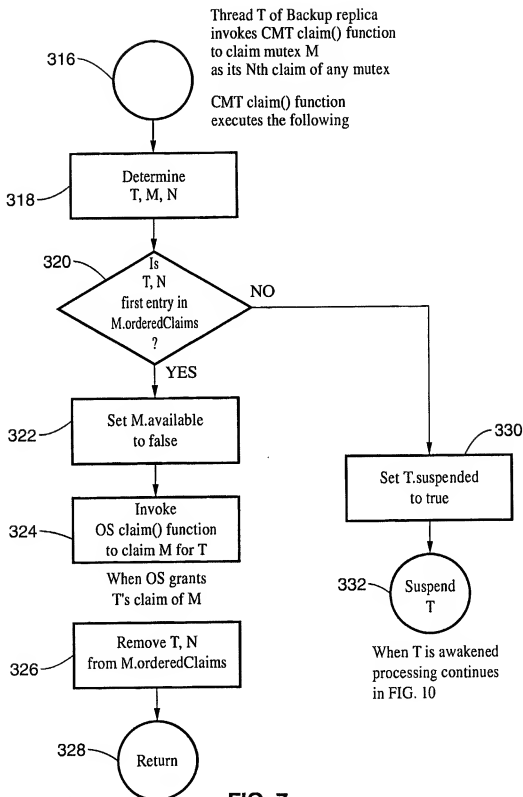 Thread T of Backup replica
invokes CMT claim() function
to claim mutex M
as its Nth claim of any mutex
316
CMT claim() function
executes the following
Determine
T, M, N
318
320
Is
T, N
first entry in
M.orderedClaims
?
NO
YES
Set M.available
to false
322
330
Set T.suspended
to true
Invoke
OS claim() function
to claim M for T
324
When OS grants
T's claim of M
332
Suspend
T
Remove T, N
from M.orderedClaims
326
When T is awakened
processing continues
in FIG. 10
328
Return
FIG. 7